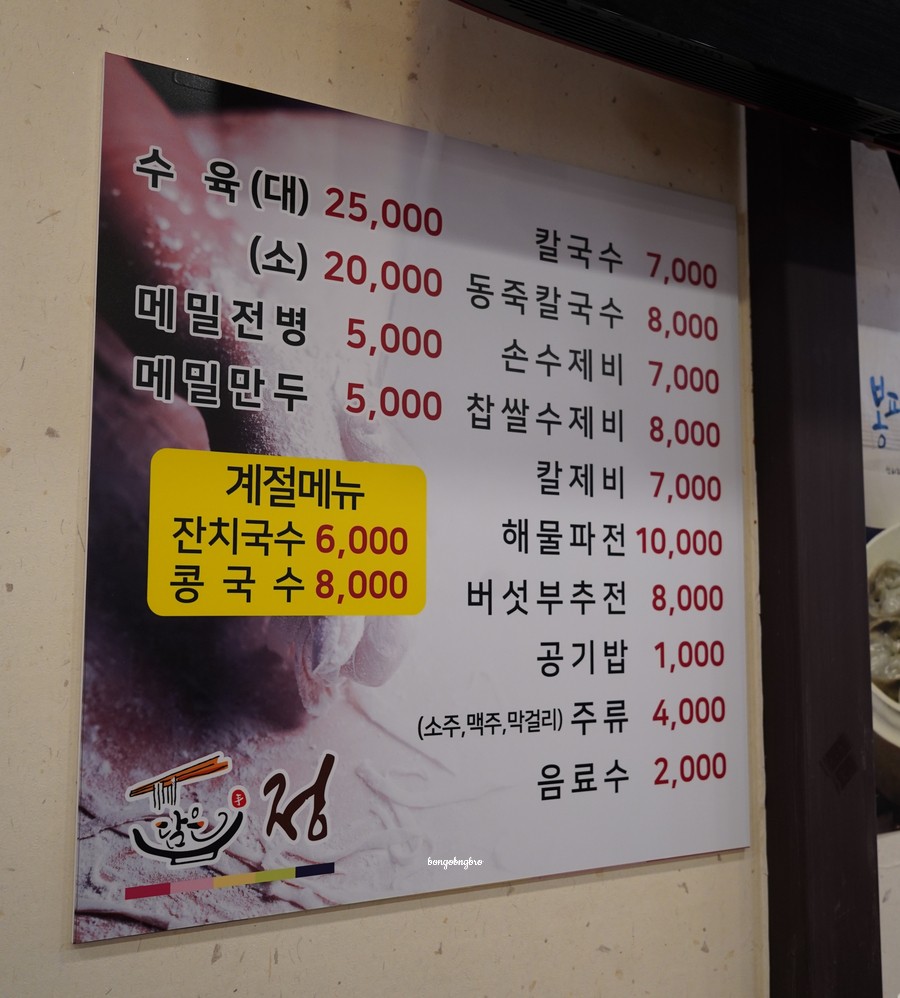 수 육(대) 25,000
(소) 20,000
메밀전병 5,000
메밀만두 5,000
계절메뉴
잔치국수 6,000
콩 국 수 8,000
칼국수 7,000
동죽칼국수 8,000
손수제비 7,000
찹쌀수제비 8,000
칼제비 7,000
해물파전 10,000
버섯부추전 8,000
공기밥 1,000
(소주,맥주,막걸리) 주류 4,000
음료수 2,000
담은
정
bongobngbro